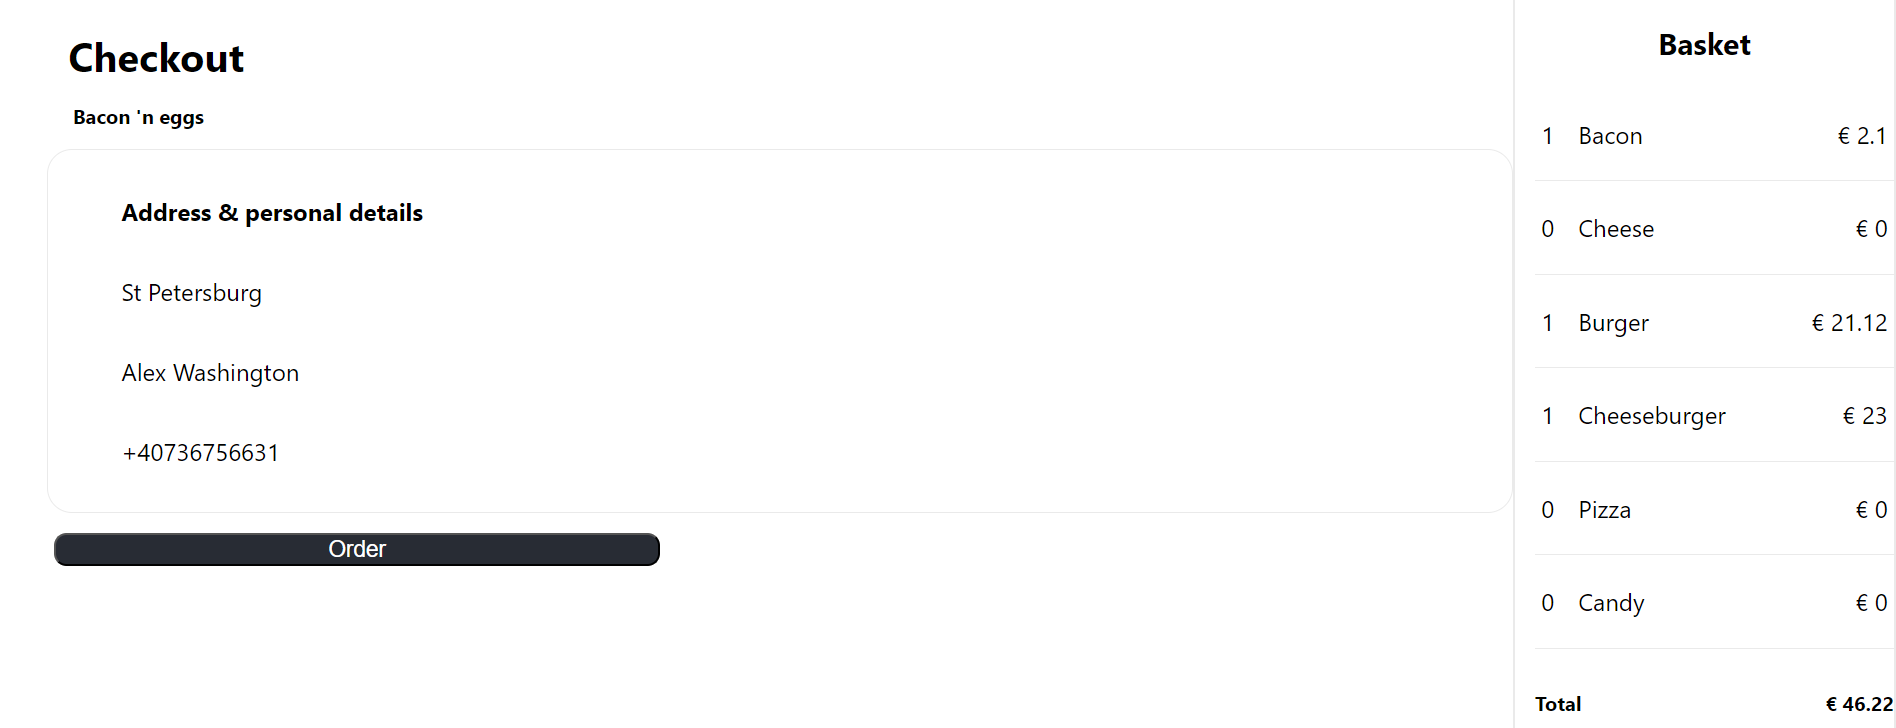 Checkout
Bacon 'n eggs
Address & personal details
St Petersburg
Alex Washington
+40736756631
Order
Basket
1 Bacon € 2.1
0 Cheese € 0
1 Burger € 21.12
1 Cheeseburger € 23
0 Pizza € 0
0 Candy € 0
Total € 46.22